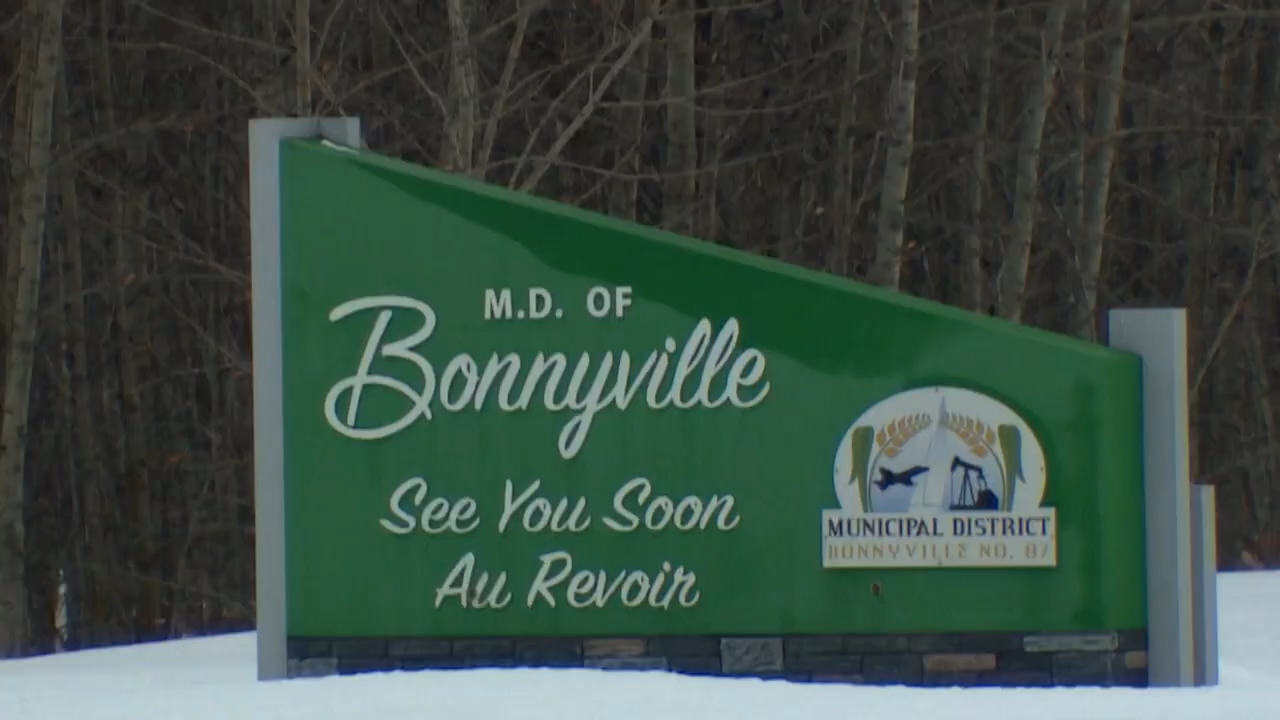 M.D. OF
Bonnyville
See You Soon
Au Revoir
MUNICIPAL DISTRICT
BONNYVILLE NO. 87